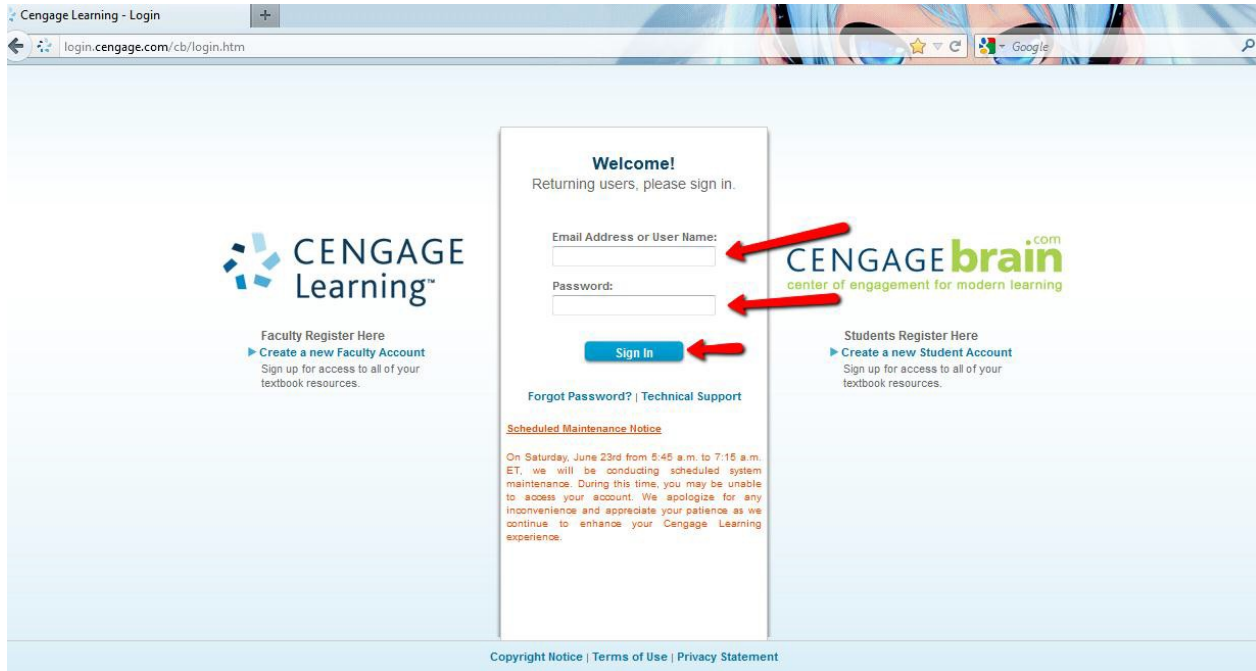 Cengage Learning - Login
login.cengage.com/cb/login.htm
Google
Welcome!
Returning users, please sign in.
CENGAGE
Learning™
Faculty Register Here
Create a new Faculty Account
Sign up for access to all of your
textbook resources.
Email Address or User Name:
Password:
Sign In
Forgot Password? | Technical Support
Scheduled Maintenance Notice
On Saturday, June 23rd from 5:45 a.m. to 7:15 a.m.
ET, we will be conducting scheduled system
maintenance. During this time, you may be unable
to access your account. We apologize for any
inconvenience and appreciate your patience as we
continue to enhance your Cengage Learning
experience.
CENGAGEbrain.com
center of engagement for modern learning
Students Register Here
Create a new Student Account
Sign up for access to all of your
textbook resources.
Copyright Notice | Terms of Use | Privacy Statement